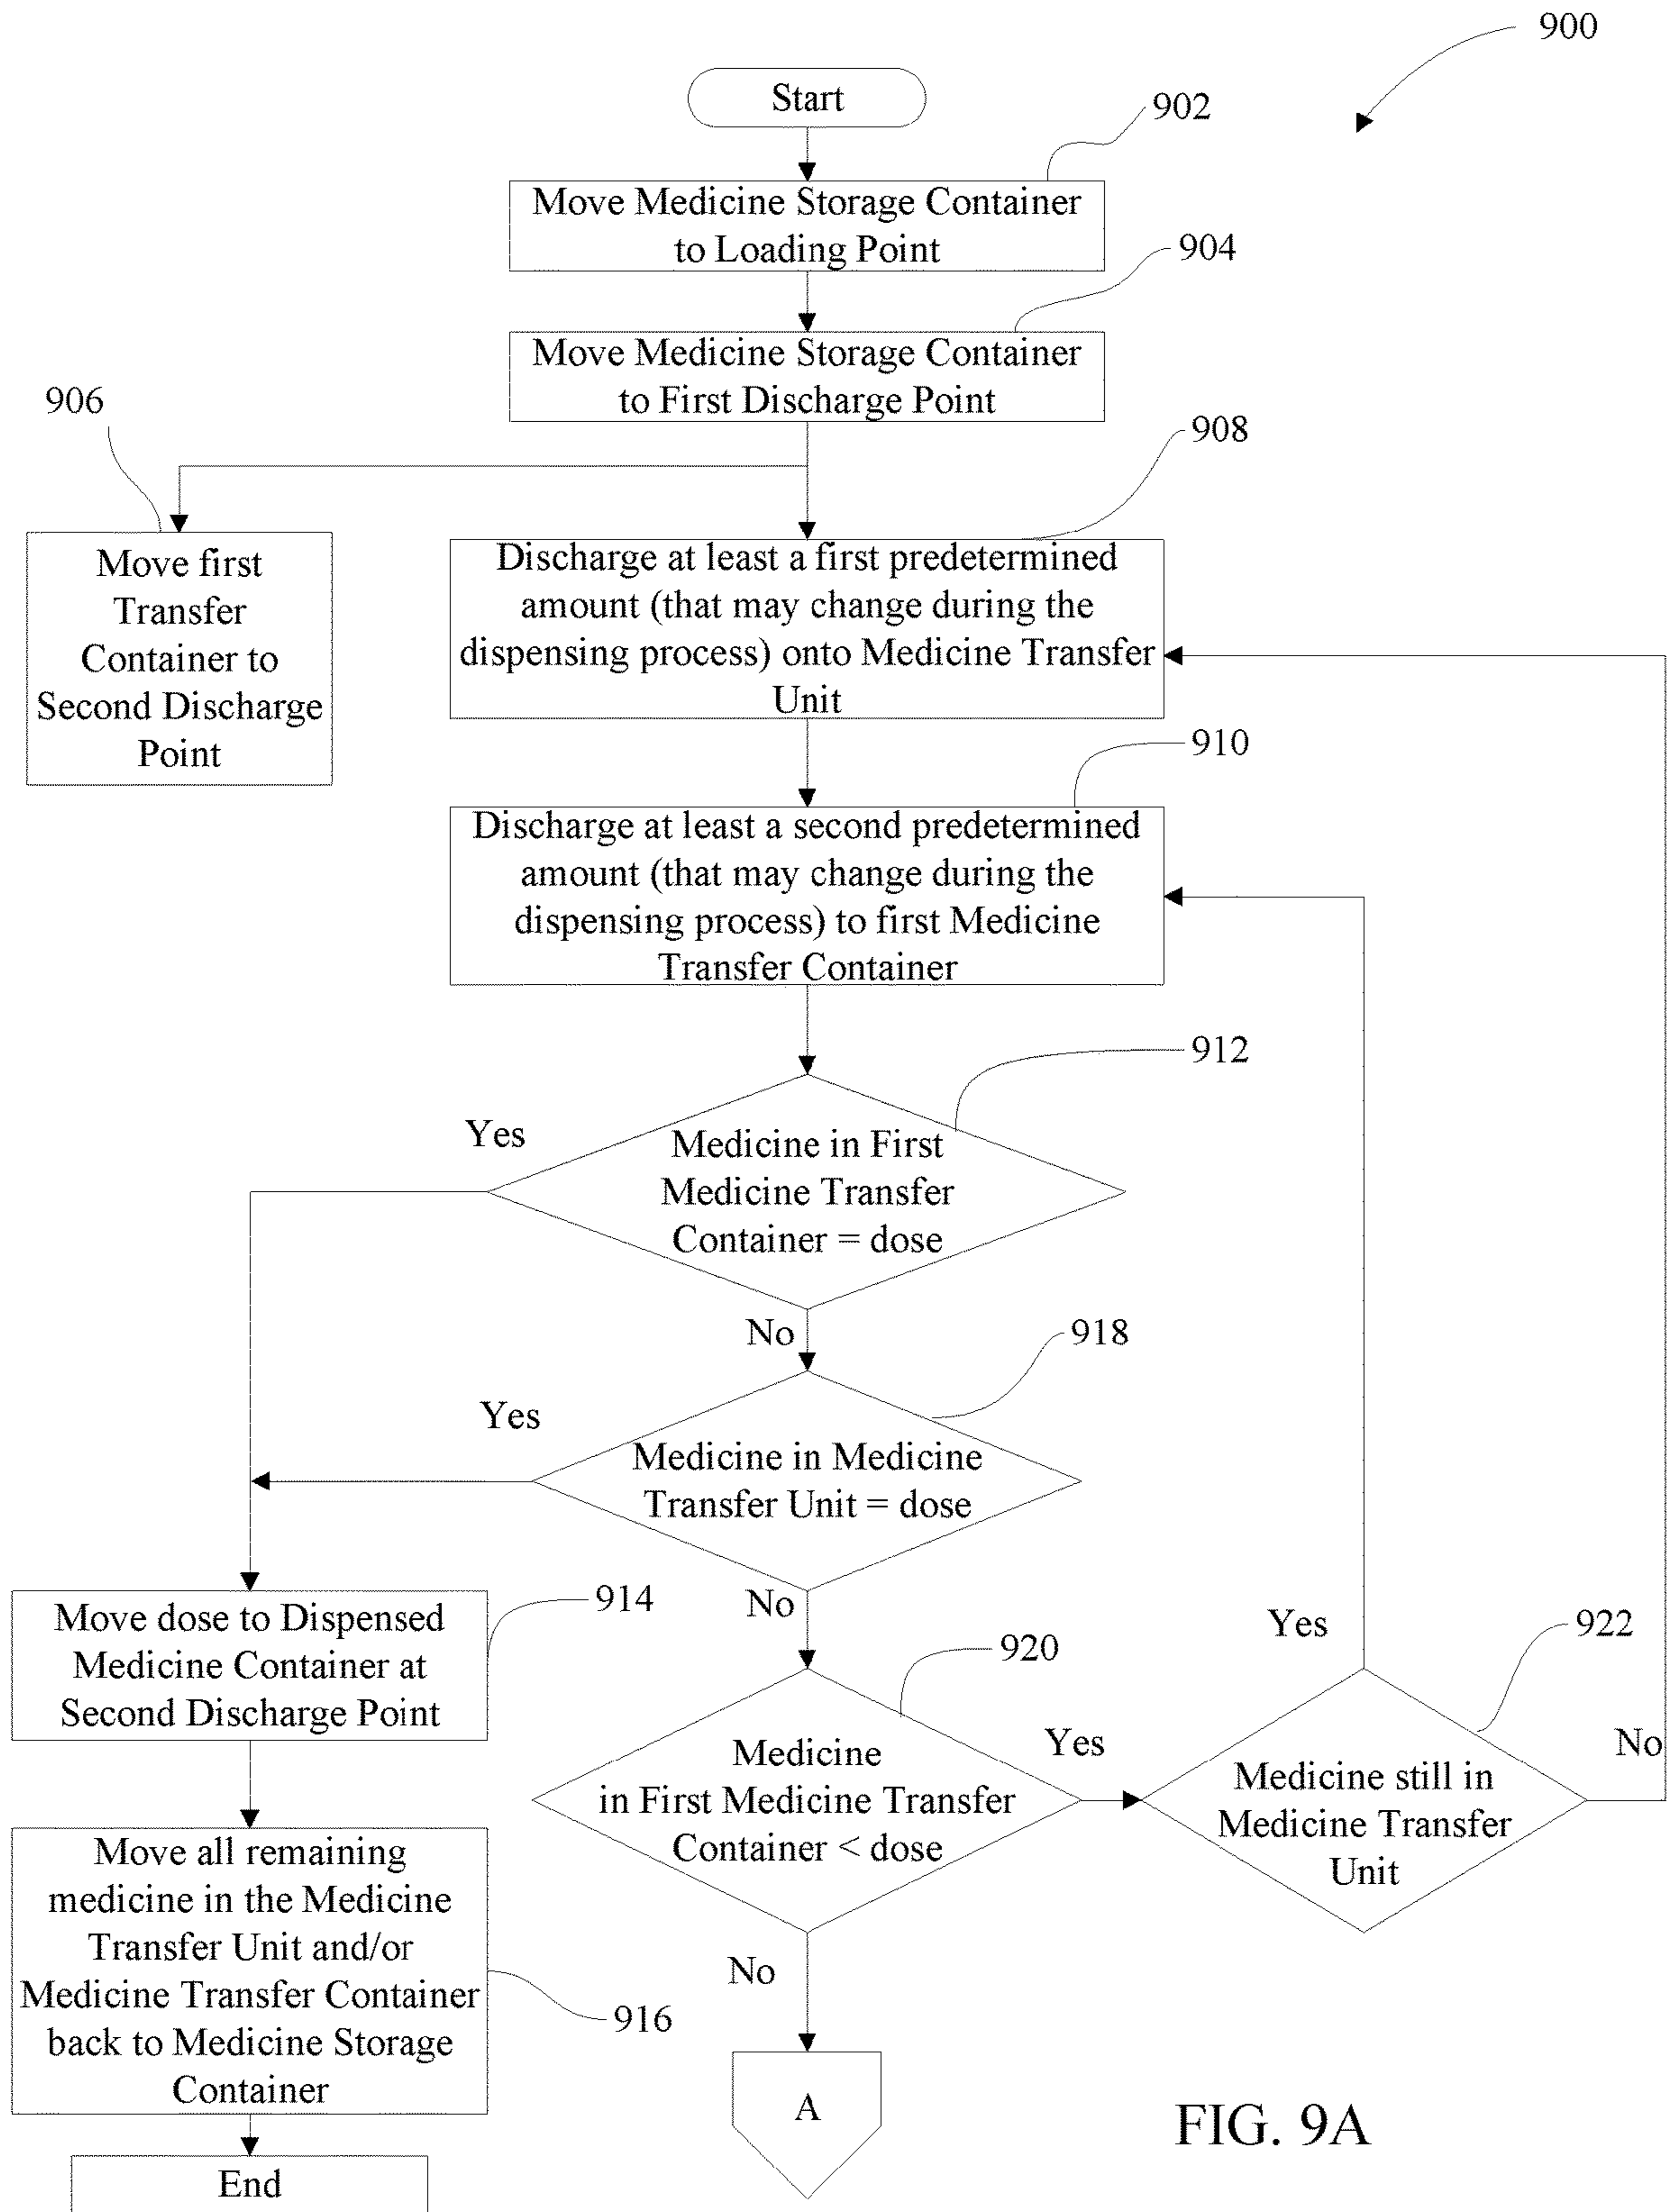 900
Start
902
Move Medicine Storage Container
to Loading Point
904
Move Medicine Storage Container
to First Discharge Point
906
908
Move first
Transfer
Container to
Second Discharge
Point
Discharge at least a first predetermined
amount (that may change during the
dispensing process) onto Medicine Transfer
Unit
910
Discharge at least a second predetermined
amount (that may change during the
dispensing process) to first Medicine
Transfer Container
912
Yes
Medicine in First
Medicine Transfer
Container = dose
No
918
Yes
Medicine in Medicine
Transfer Unit = dose
No
914
Move dose to Dispensed
Medicine Container at
Second Discharge Point
920
Medicine
in First Medicine Transfer
Container < dose
Yes
Yes
922
Medicine still in
Medicine Transfer
Unit
No
No
Move all remaining
medicine in the Medicine
Transfer Unit and/or
Medicine Transfer Container
back to Medicine Storage
Container
916
A
End
FIG. 9A